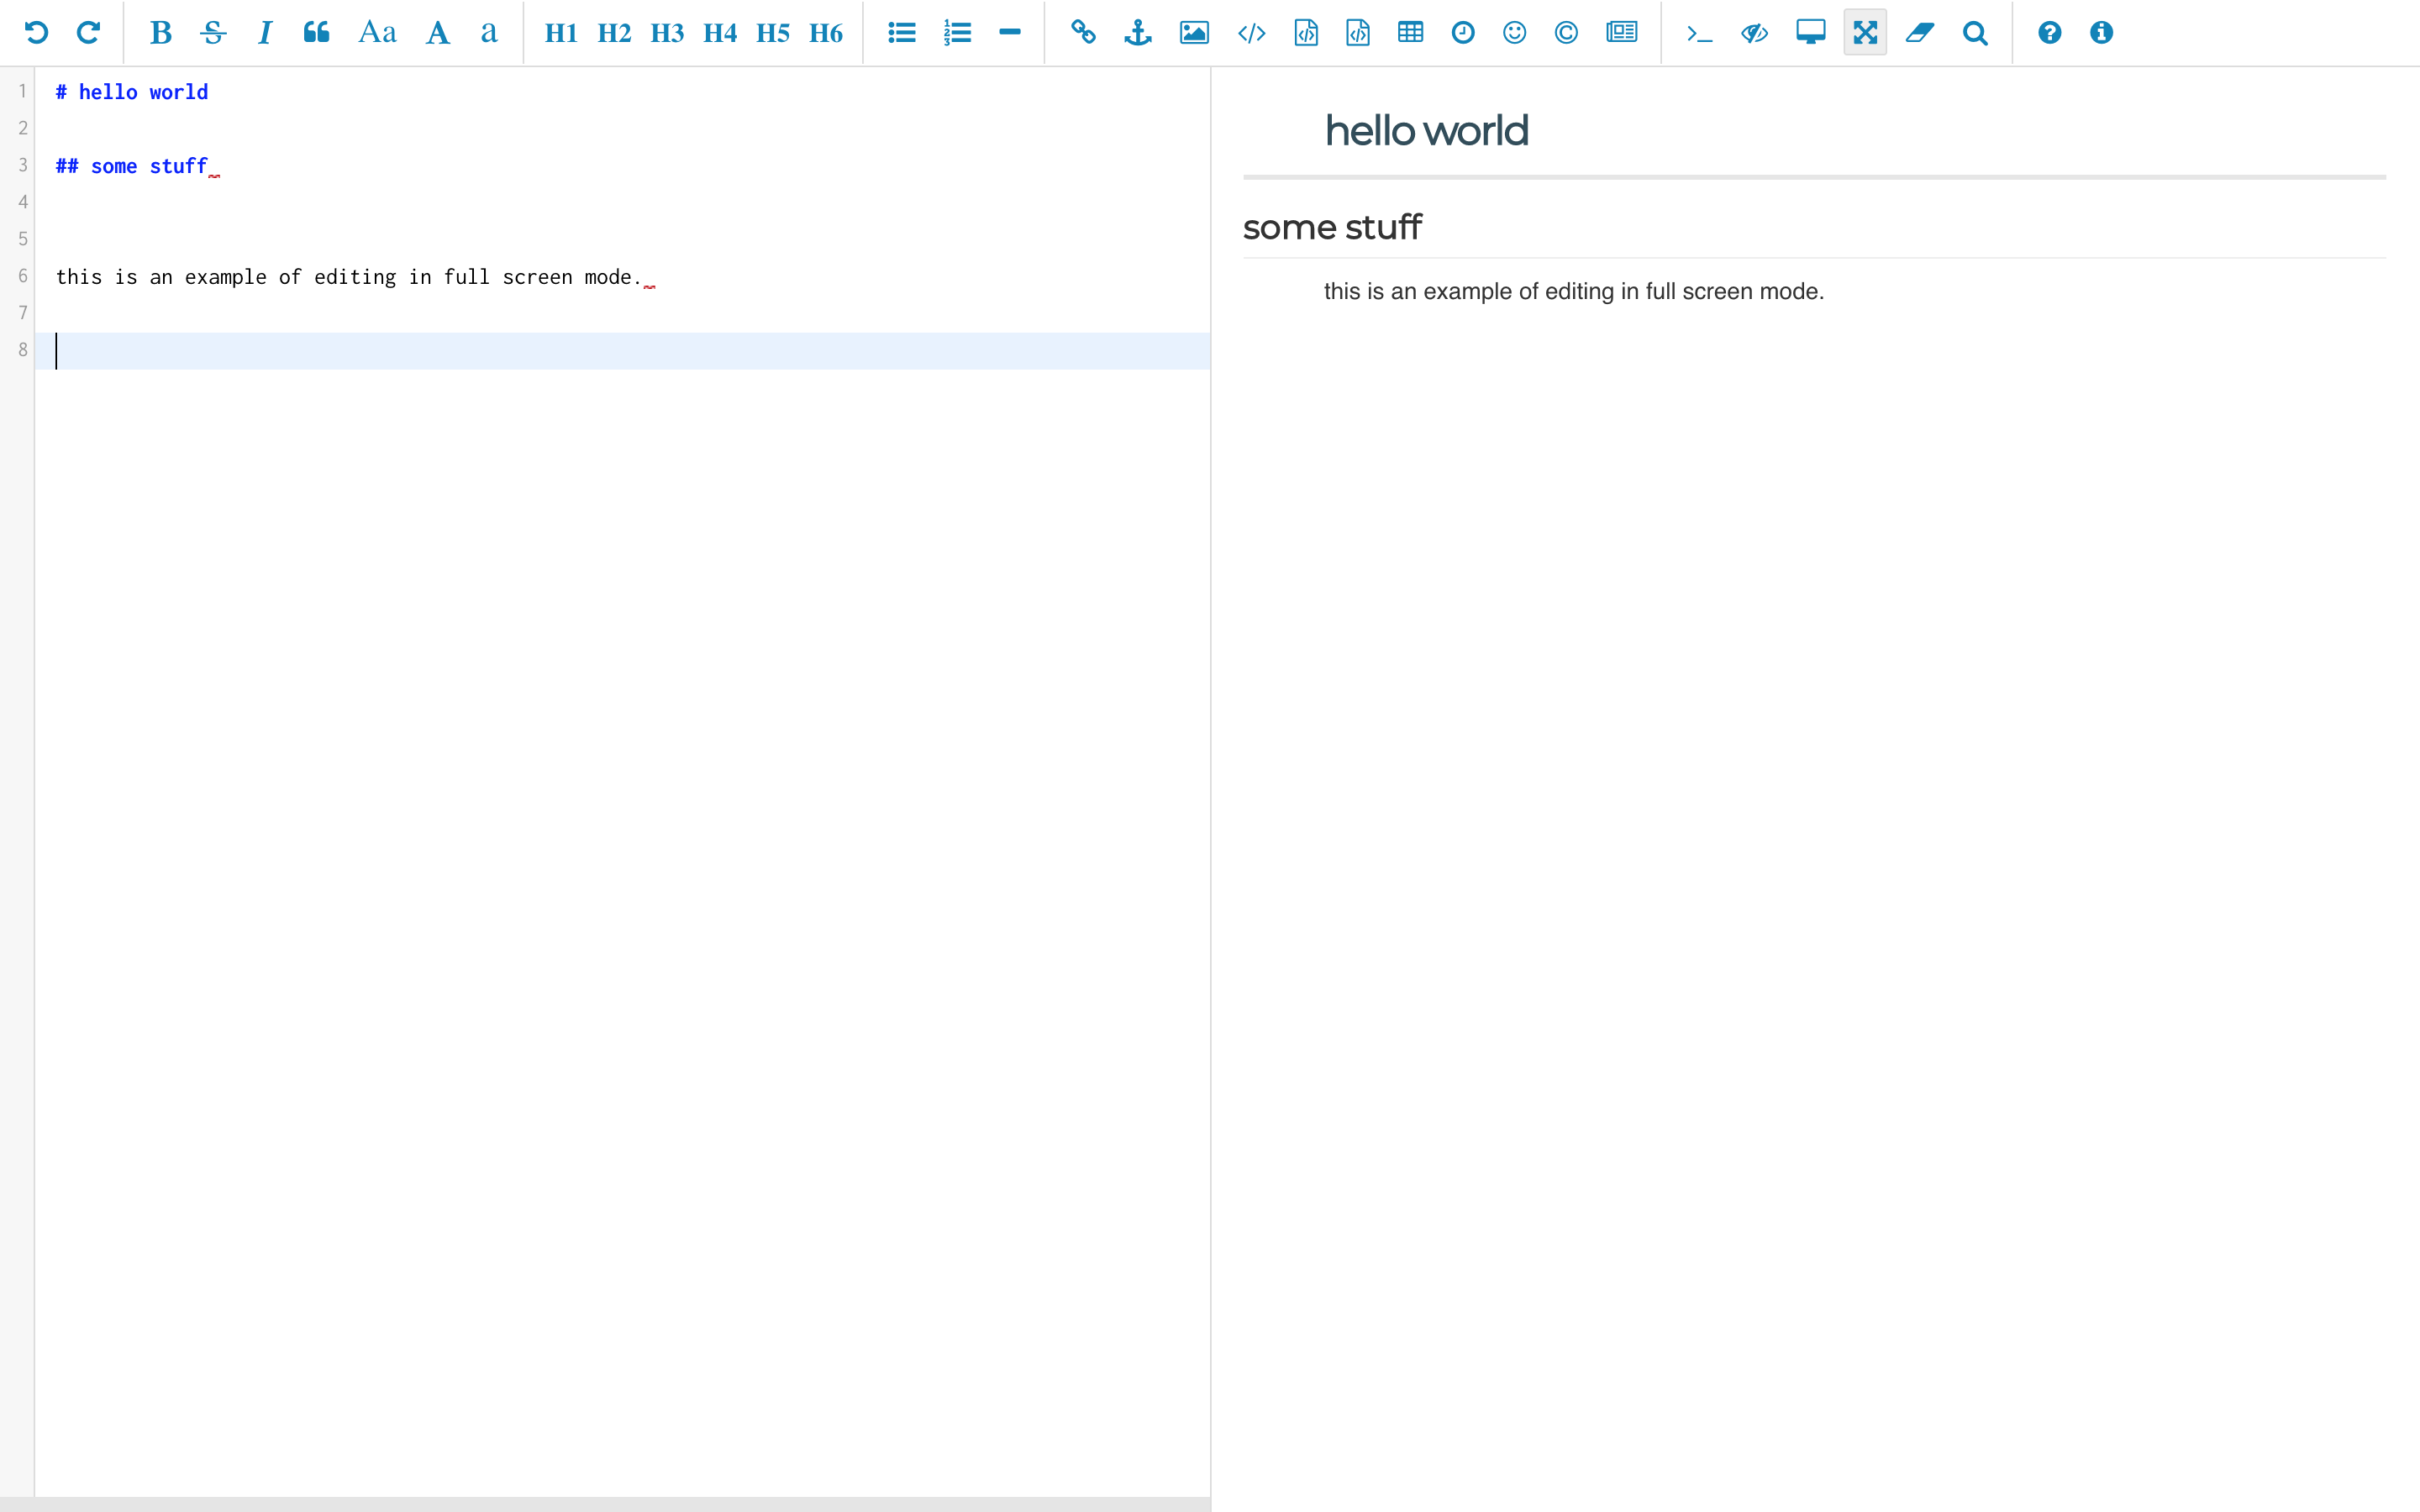 B S I Aa A a H1 H2 H3 H4 H5 H6
1 # hello world
2
3 ## some stuff
4
5
6 this is an example of editing in full screen mode.
7
8
hello world
some stuff
this is an example of editing in full screen mode.